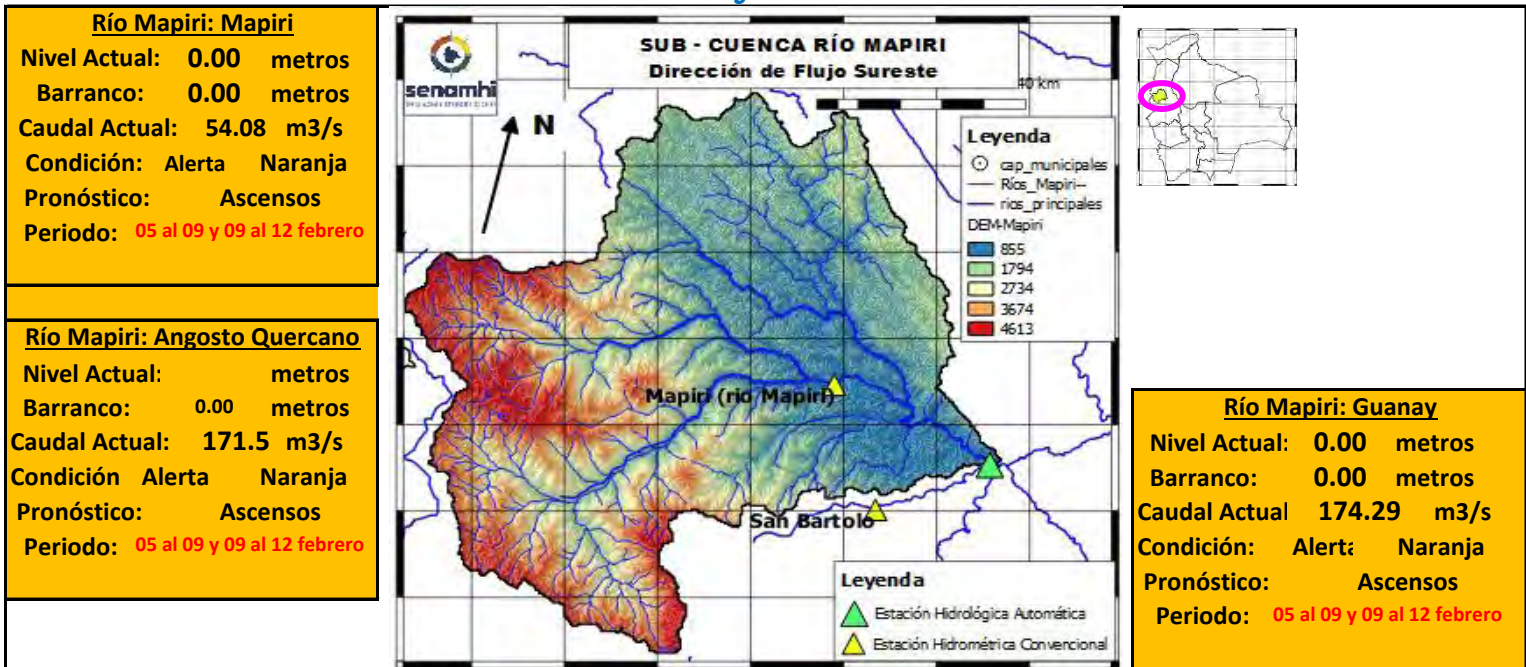 Río Mapiri: Mapiri
Nivel Actual: 0.00 metros
Barranco: 0.00 metros
Caudal Actual: 54.08 m3/s
Condición: Alerta Naranja
Pronóstico: Ascensos
Periodo: 05 al 09 y 09 al 12 febrero
Río Mapiri: Angosto Quercano
Nivel Actual: metros
Barranco: 0.00 metros
Caudal Actual: 171.5 m3/s
Condición Alerta Naranja
Pronóstico: Ascensos
Periodo: 05 al 09 y 09 al 12 febrero
senamhi
SUB - CUENCA RÍO MAPIRI
Dirección de Flujo Sureste
40 km
N
Leyenda
cap_municipales
Ríos_Mapiri--
rios_principales
DEM-Mapiri
855
1794
2734
3674
4613
Mapiri (rio Mapiri)
San Bartolo
Leyenda
Estación Hidrológica Automática
Estación Hidrométrica Convencional
Río Mapiri: Guanay
Nivel Actual: 0.00 metros
Barranco: 0.00 metros
Caudal Actual 174.29 m3/s
Condición: Alerta Naranja
Pronóstico: Ascensos
Periodo: 05 al 09 y 09 al 12 febrero